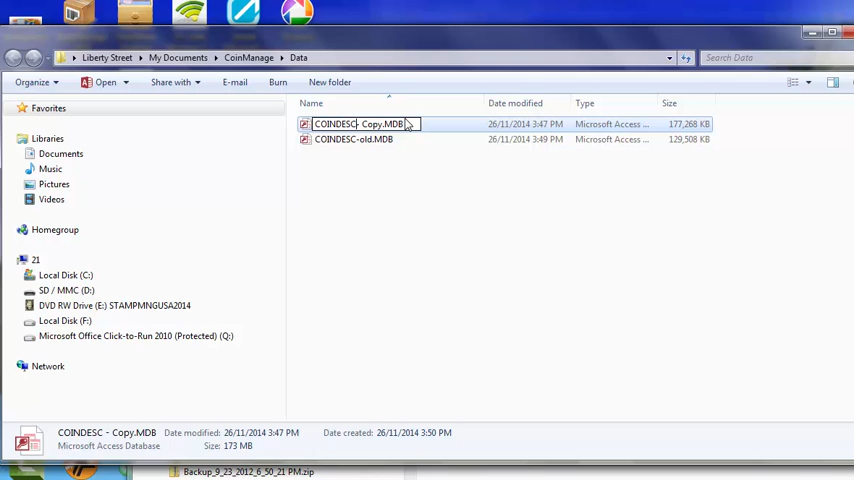 Liberty Street ▸ My Documents ▸ CoinManage ▸ Data
Search Data
Organize Open Share with E-mail Burn New folder
Favorites
Libraries
Documents
Music
Pictures
Videos
Homegroup
21
Local Disk (C:)
SD / MMC (D:)
DVD RW Drive (E:) STAMPMNGUSA2014
Local Disk (F:)
Microsoft Office Click-to-Run 2010 (Protected) (Q:)
Network
Name Date modified Type Size
COINDESC- Copy.MDB 26/11/2014 3:47 PM Microsoft Access ... 177,268 KB
COINDESC-old.MDB 26/11/2014 3:49 PM Microsoft Access ... 129,508 KB
COINDESC - Copy.MDB Date modified: 26/11/2014 3:47 PM Date created: 26/11/2014 3:50 PM
Microsoft Access Database Size: 173 MB
Backup_9_23_2012_6_50_21 PM.zip